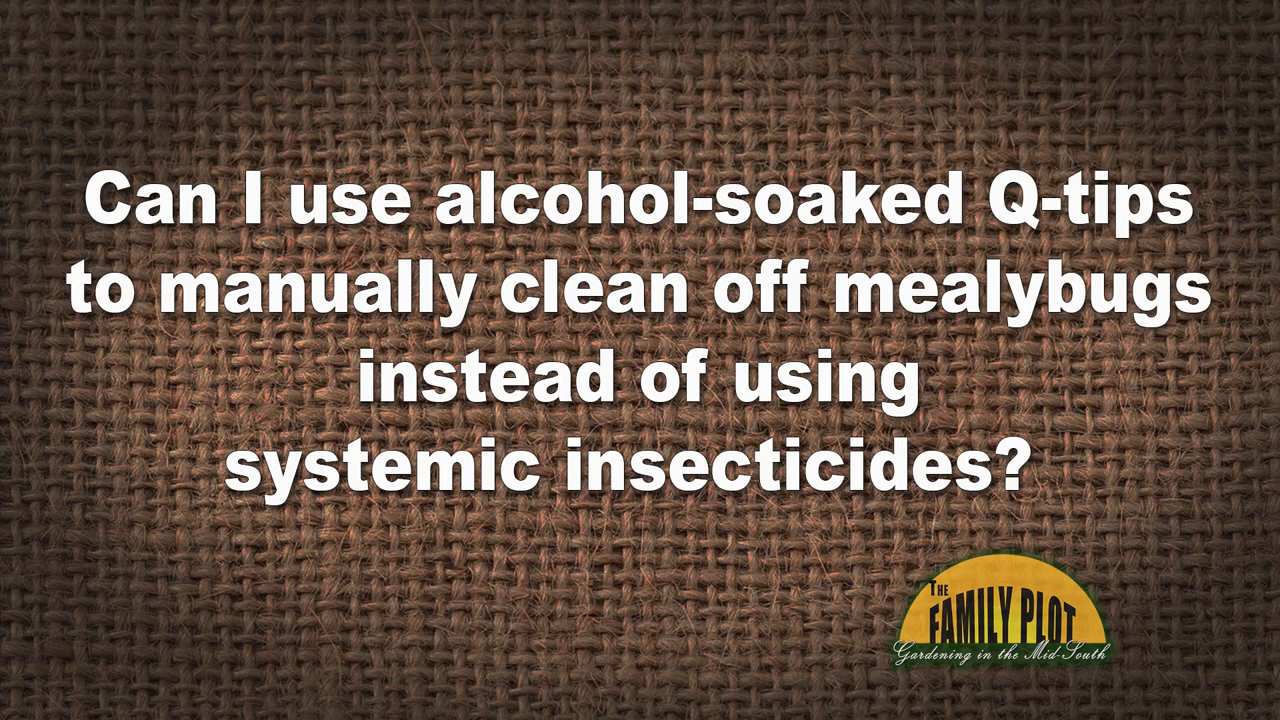 Can I use alcohol-soaked Q-tips
to manually clean off mealybugs
instead of using
systemic insecticides?
THE
FAMILY PLOT
Gardening in the Mid-South